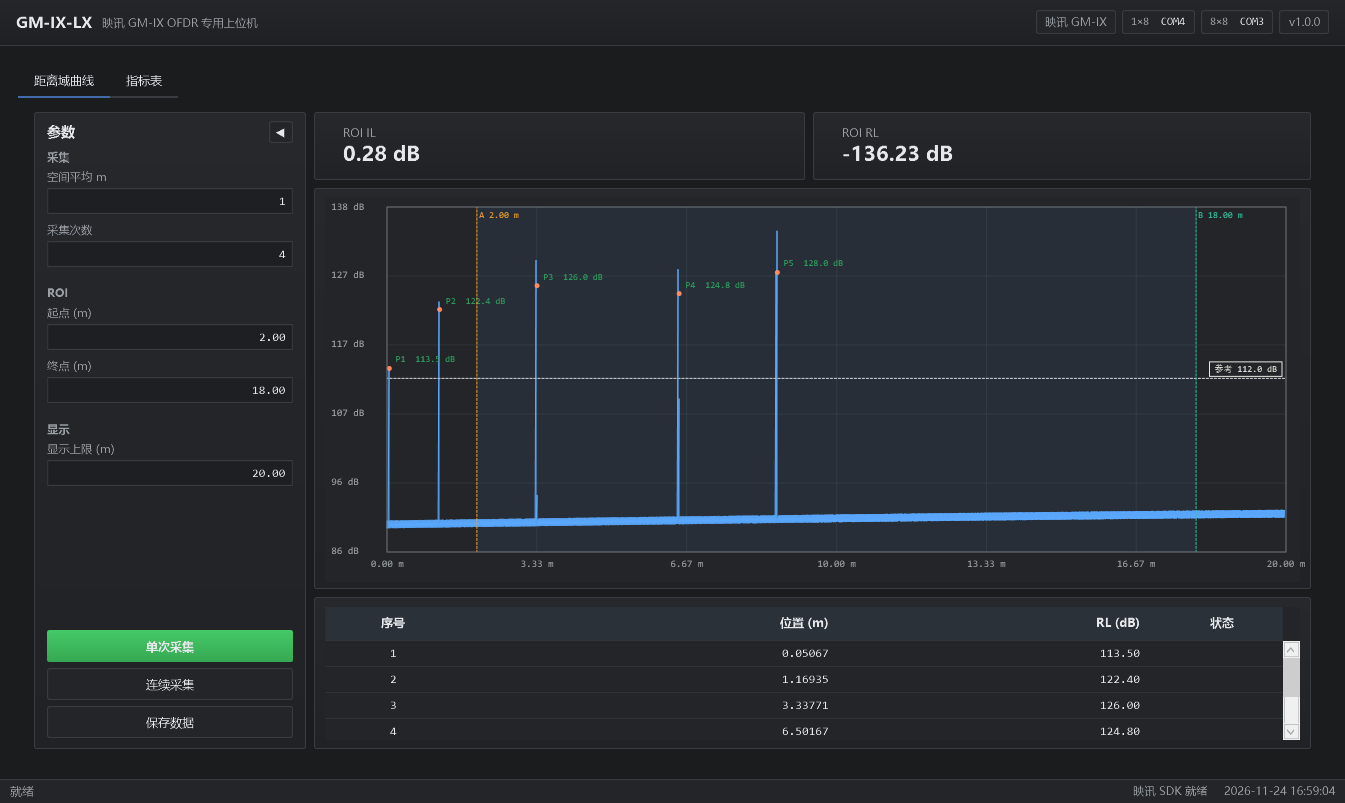 GM-IX-LX 映讯 GM-IX OFDR 专用上位机 映讯 GM-IX 1×8 COM4 8×8 COM3 v1.0.0
距离域曲线 指标表
参数 ◀
采集
空间平均 m
1
采集次数
4
ROI
起点 (m)
2.00
终点 (m)
18.00
显示
显示上限 (m)
20.00
单次采集
连续采集
保存数据
ROI IL
0.28 dB
ROI RL
-136.23 dB
138 dB
127 dB
117 dB
107 dB
96 dB
86 dB
A 2.00 m
B 18.00 m
P1 113.5 dB
P2 122.4 dB
P3 126.0 dB
P4 124.8 dB
P5 128.0 dB
参考 112.0 dB
0.00 m 3.33 m 6.67 m 10.00 m 13.33 m 16.67 m 20.00 m
序号 位置 (m) RL (dB) 状态
1 0.05067 113.50
2 1.16935 122.40
3 3.33771 126.00
4 6.50167 124.80
就绪 映讯 SDK 就绪 2026-11-24 16:59:04